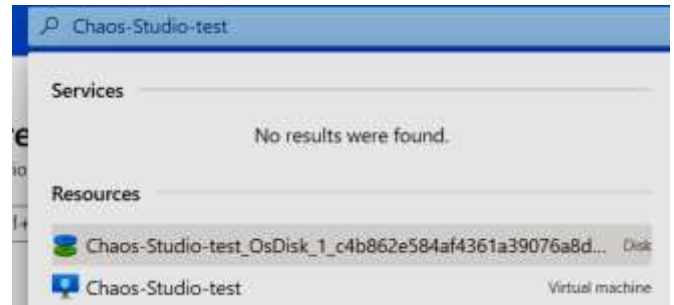 Chaos-Studio-test
Services
No results were found.
Resources
Chaos-Studio-test_OsDisk_1_c4b862e584af4361a39076a8d... Disk
Chaos-Studio-test Virtual machine